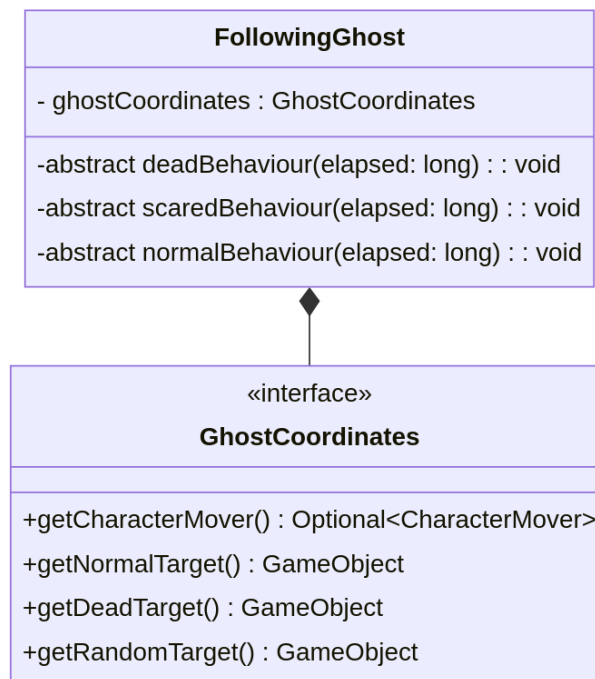 FollowingGhost
- ghostCoordinates : GhostCoordinates
-abstract deadBehaviour(elapsed: long) : : void
-abstract scaredBehaviour(elapsed: long) : : void
-abstract normalBehaviour(elapsed: long) : : void
«interface»
GhostCoordinates
+getCharacterMover() : Optional<CharacterMover>
+getNormalTarget() : GameObject
+getDeadTarget() : GameObject
+getRandomTarget() : GameObject